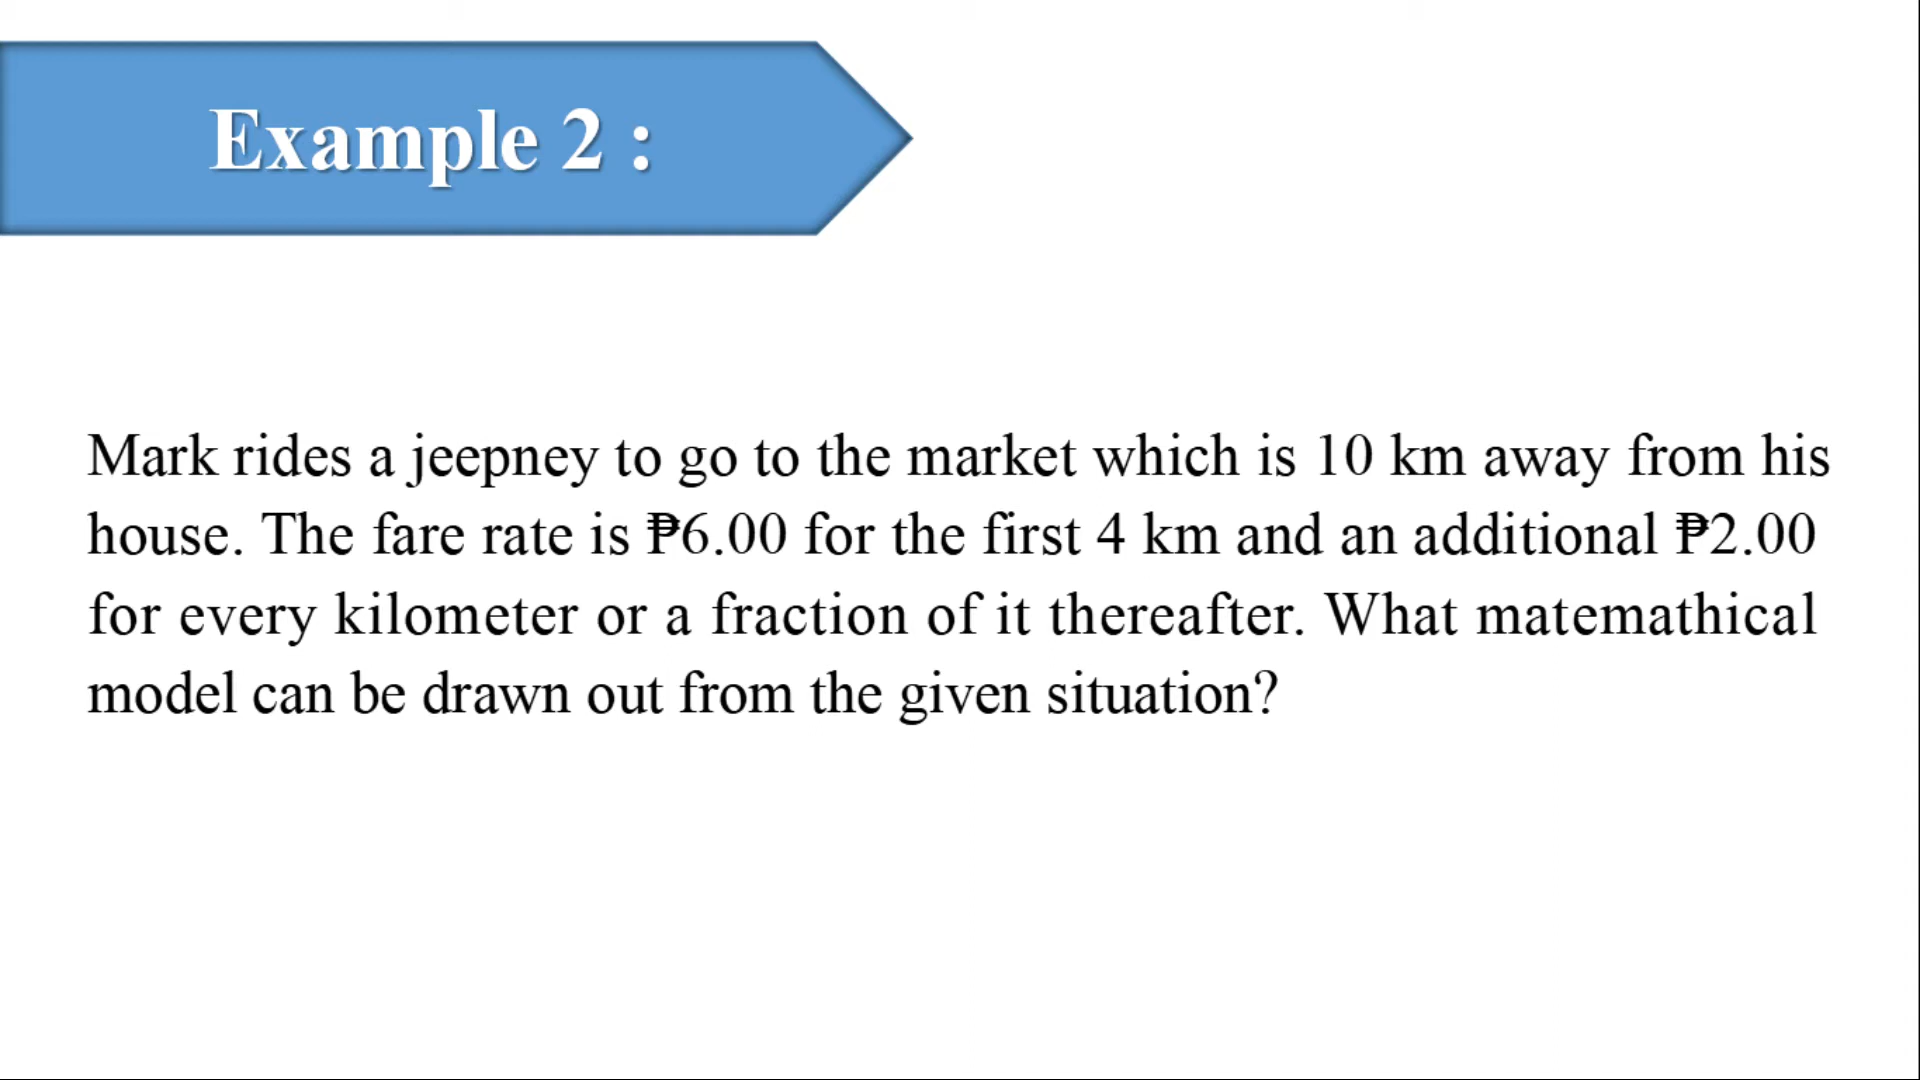 Example 2 :
Mark rides a jeepney to go to the market which is 10 km away from his
house. The fare rate is ₱6.00 for the first 4 km and an additional ₱2.00
for every kilometer or a fraction of it thereafter. What matemathical
model can be drawn out from the given situation?